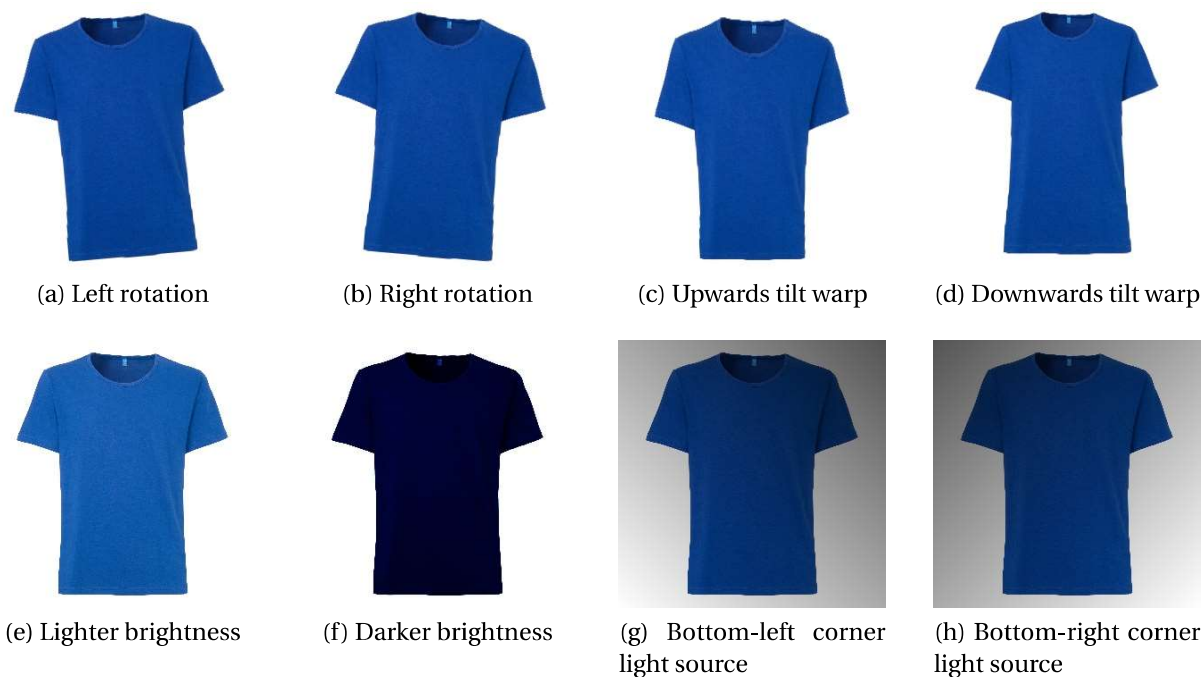 (a) Left rotation
(b) Right rotation
(c) Upwards tilt warp
(d) Downwards tilt warp
(e) Lighter brightness
(f) Darker brightness
(g) Bottom-left corner
light source
(h) Bottom-right corner
light source